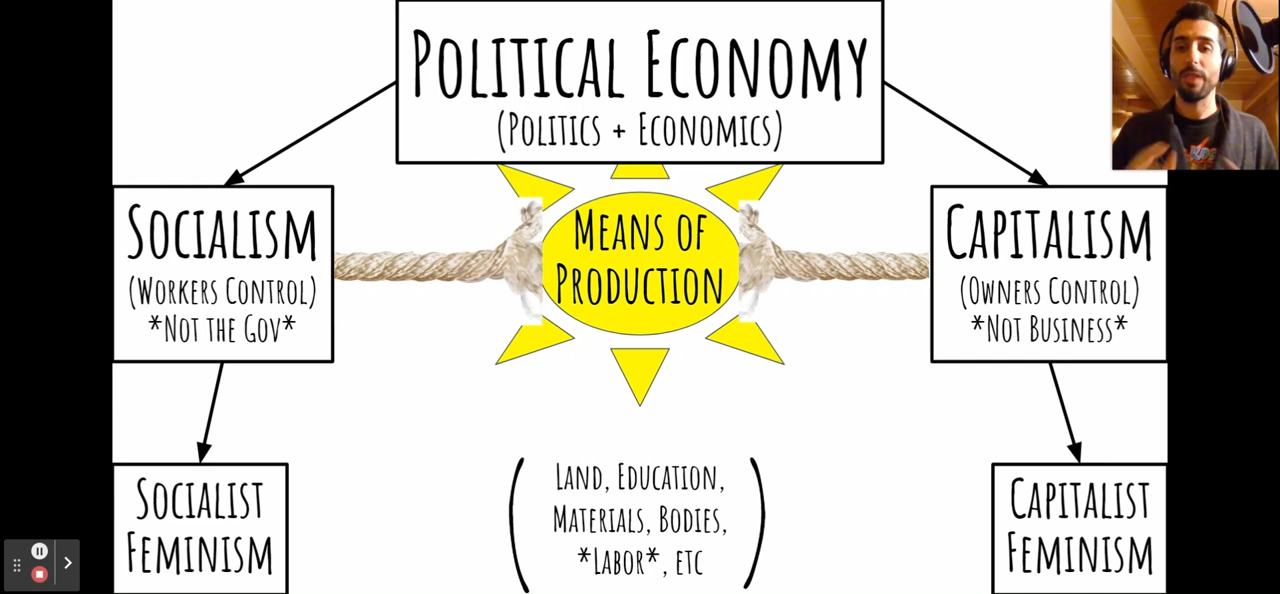 POLITICAL ECONOMY
(POLITICS + ECONOMICS)
SOCIALISM
(WORKERS CONTROL)
*NOT THE GOV*
MEANS OF
PRODUCTION
CAPITALISM
(OWNERS CONTROL)
*NOT BUSINESS*
SOCIALIST
FEMINISM
(LAND, EDUCATION,
MATERIALS, BODIES,
*LABOR*, ETC)
CAPITALIST
FEMINISM